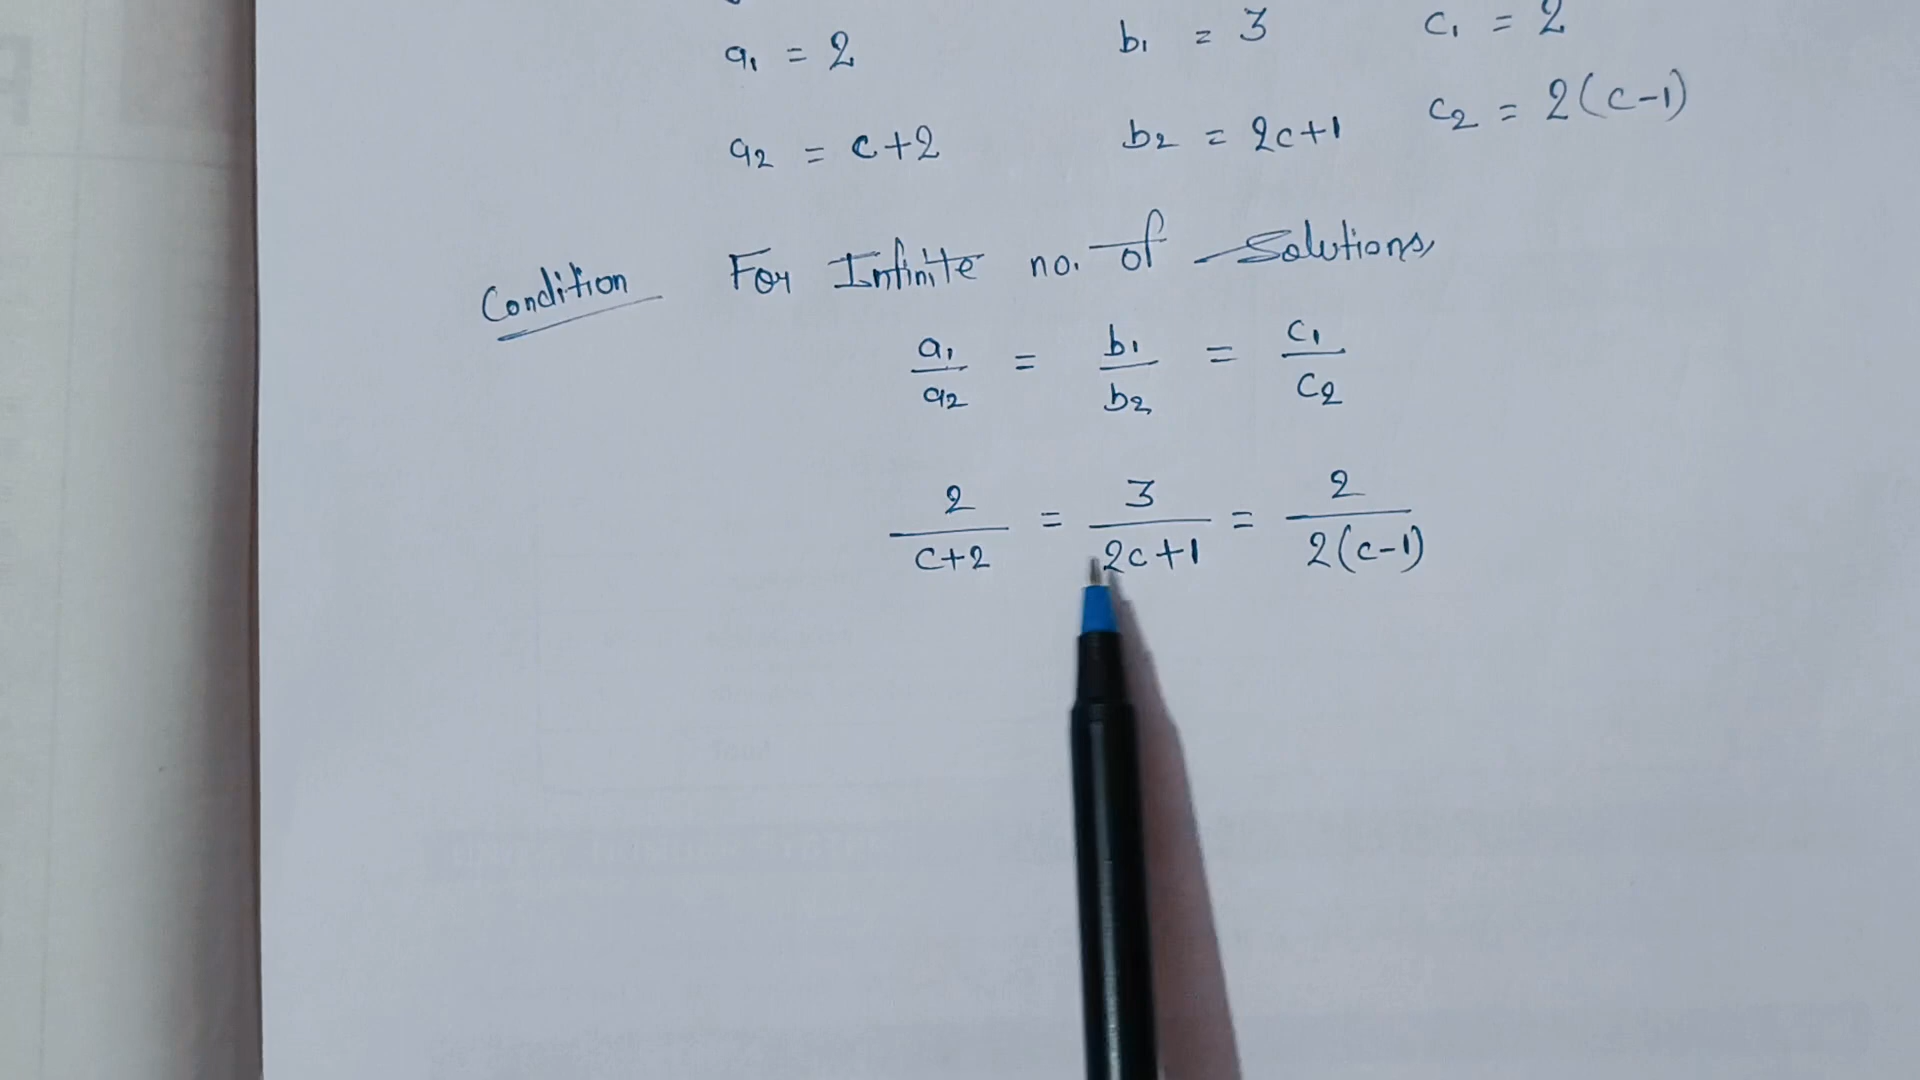 a₁ = 2 b₁ = 3 c₁ = 2
a₂ = c+2 b₂ = 2c+1 c₂ = 2(c-1)
Condition For Infinite no. of Solutions,
a₁/a₂ = b₁/b₂ = c₁/c₂
2/(c+2) = 3/(2c+1) = 2/(2(c-1))